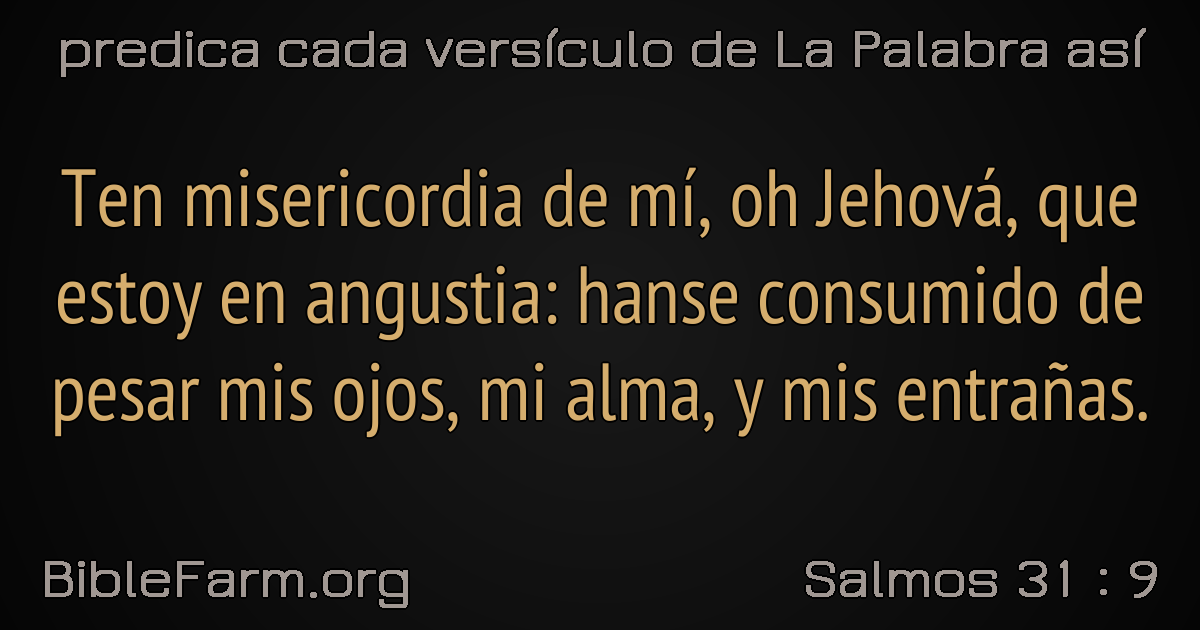 predica cada versículo de La Palabra así
Ten misericordia de mí, oh Jehová, que
estoy en angustia: hanse consumido de
pesar mis ojos, mi alma, y mis entrañas.
BibleFarm.org
Salmos 31 : 9